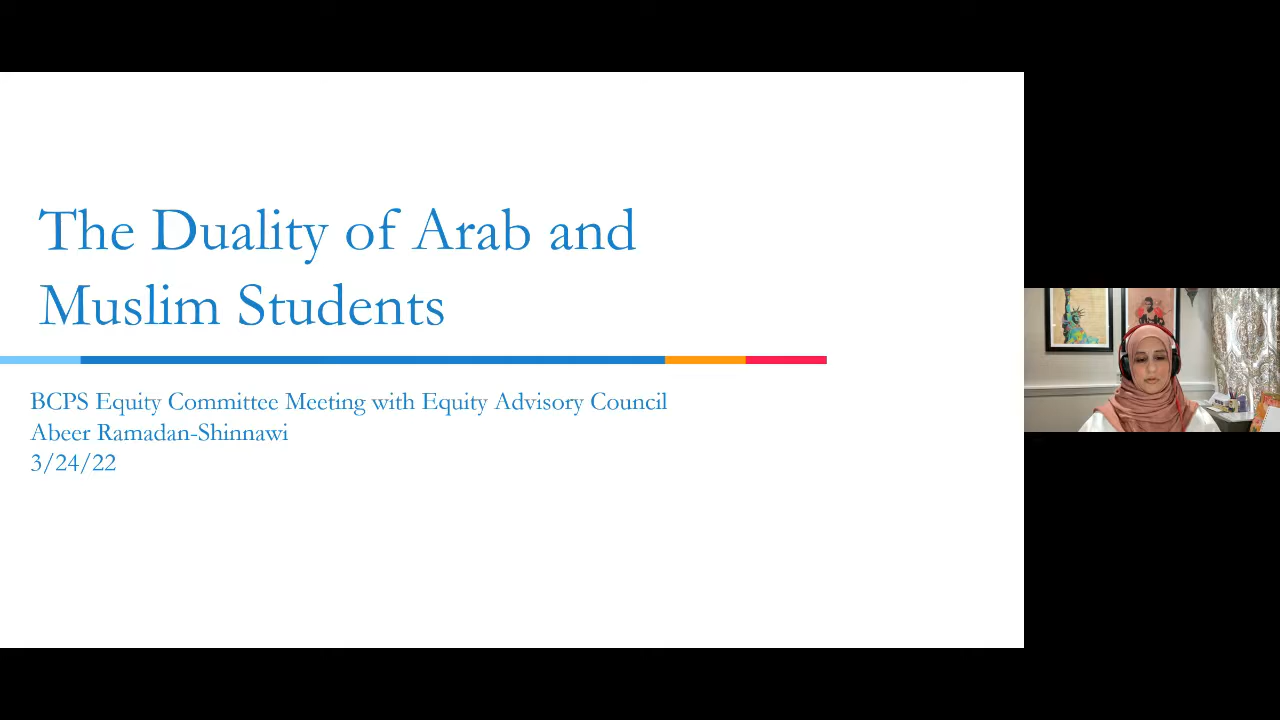 The Duality of Arab and
Muslim Students
BCPS Equity Committee Meeting with Equity Advisory Council
Abeer Ramadan-Shinnawi
3/24/22